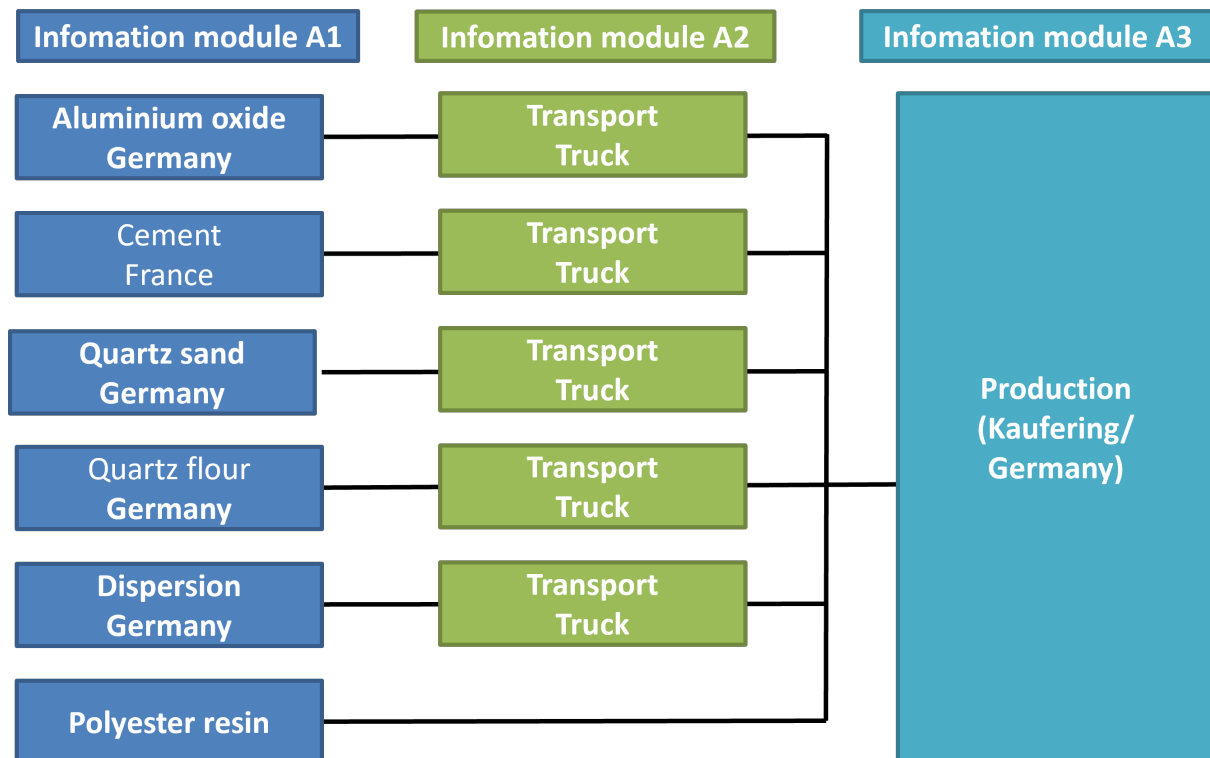 Infomation module A1
Infomation module A2
Infomation module A3
Aluminium oxide
Germany
Transport
Truck
Cement
France
Transport
Truck
Quartz sand
Germany
Transport
Truck
Quartz flour
Germany
Transport
Truck
Dispersion
Germany
Transport
Truck
Polyester resin
Production
(Kaufering/
Germany)